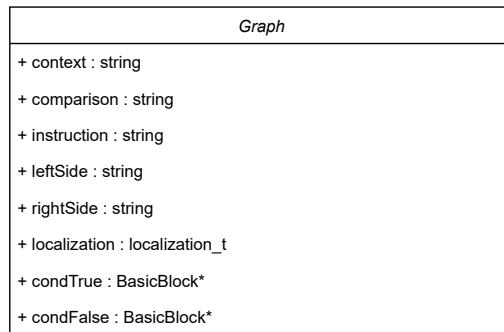 Graph
+ context : string
+ comparison : string
+ instruction : string
+ leftSide : string
+ rightSide : string
+ localization : localization_t
+ condTrue : BasicBlock*
+ condFalse : BasicBlock*